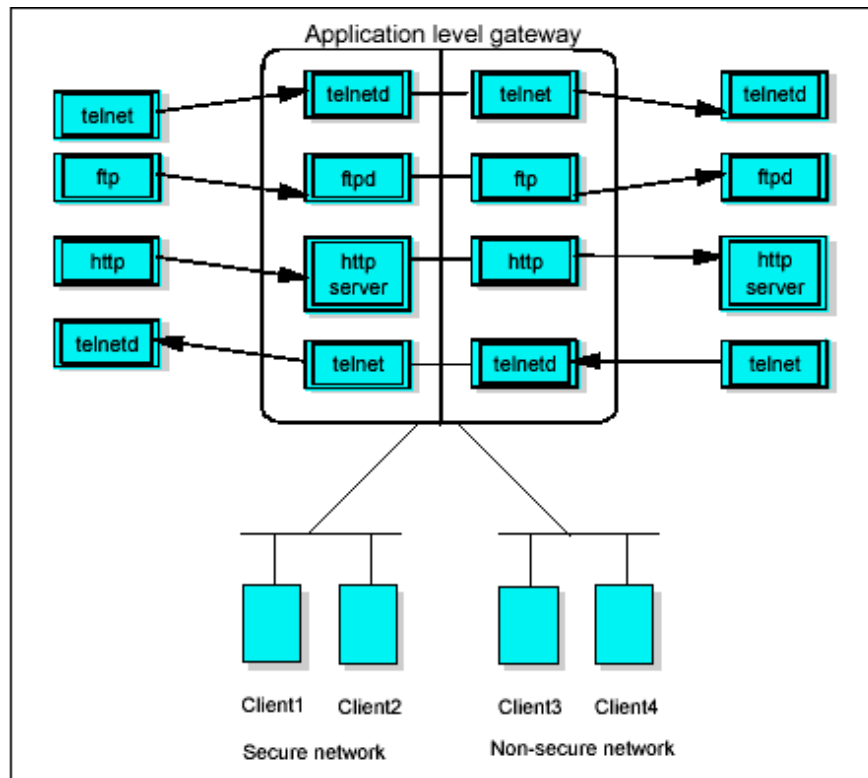 Application level gateway
telnet
telnetd
telnet
telnetd
ftp
ftpd
ftp
ftpd
http
http
server
http
http
server
telnetd
telnet
telnetd
telnet
Client1
Client2
Client3
Client4
Secure network
Non-secure network